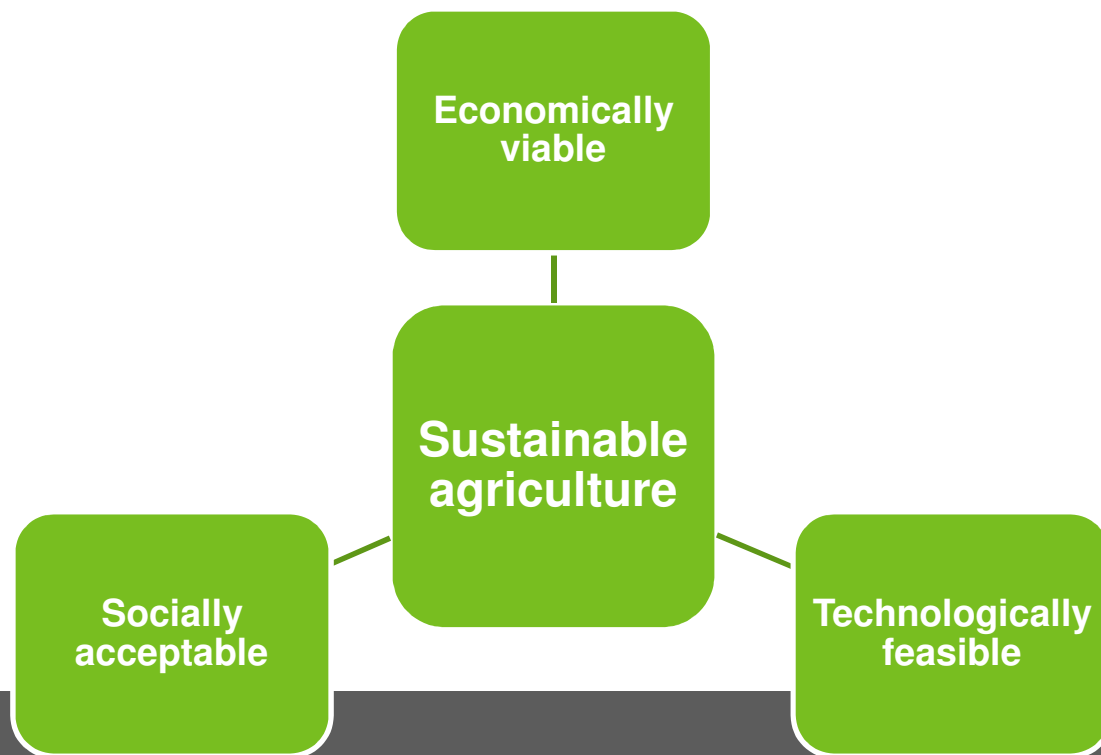 Economically
viable
Sustainable
agriculture
Socially
acceptable
Technologically
feasible